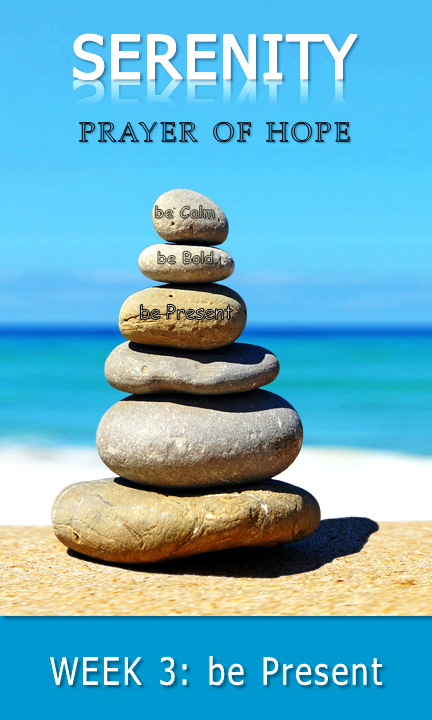 SERENITY
PRAYER OF HOPE
be Calm
be Bold
be Present
WEEK 3: be Present